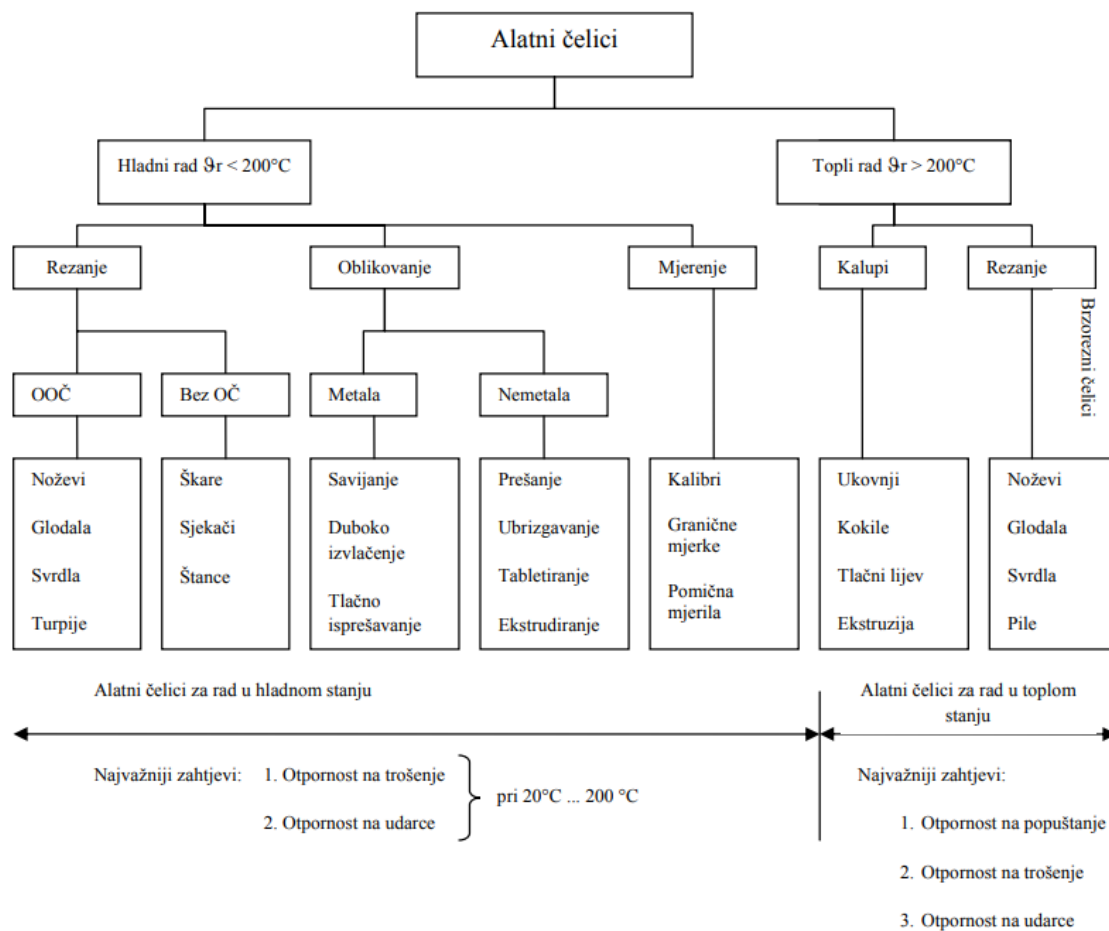 Alatni čelici
Hladni rad ϑr < 200°C
Topli rad ϑr > 200°C
Rezanje
Oblikovanje
Mjerenje
Kalupi
Rezanje
Brzorezni čelici
OOČ
Bez OČ
Metala
Nemetala
Noževi
Glodala
Svrdla
Turpije
Škare
Sjekači
Štance
Savijanje
Duboko
izvlačenje
Tlačno
isprešavanje
Prešanje
Ubrizgavanje
Tabletiranje
Ekstrudiranje
Kalibri
Granične
mjerke
Pomična
mjerila
Ukovnji
Kokile
Tlačni lijev
Ekstruzija
Noževi
Glodala
Svrdla
Pile
Alatni čelici za rad u hladnom stanju
Alatni čelici za rad u toplom
stanju
Najvažniji zahtjevi: 1. Otpornost na trošenje
2. Otpornost na udarce
pri 20°C ... 200 °C
Najvažniji zahtjevi:
1. Otpornost na popuštanje
2. Otpornost na trošenje
3. Otpornost na udarce